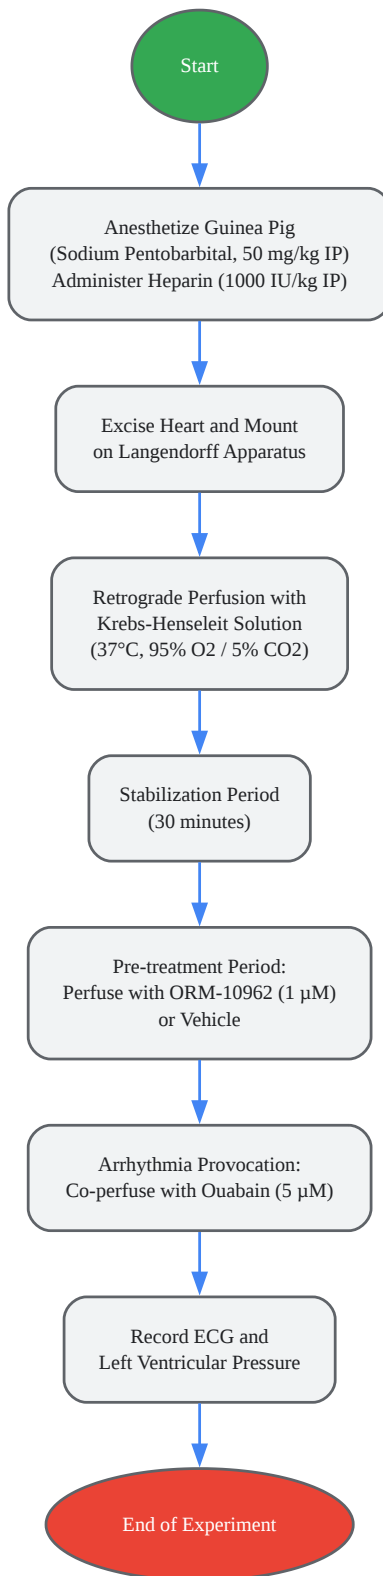 Start
Anesthetize Guinea Pig
(Sodium Pentobarbital, 50 mg/kg IP)
Administer Heparin (1000 IU/kg IP)
Excise Heart and Mount
on Langendorff Apparatus
Retrograde Perfusion with
Krebs-Henseleit Solution
(37°C, 95% O2 / 5% CO2)
Stabilization Period
(30 minutes)
Pre-treatment Period:
Perfuse with ORM-10962 (1 µM)
or Vehicle
Arrhythmia Provocation:
Co-perfuse with Ouabain (5 µM)
Record ECG and
Left Ventricular Pressure
End of Experiment